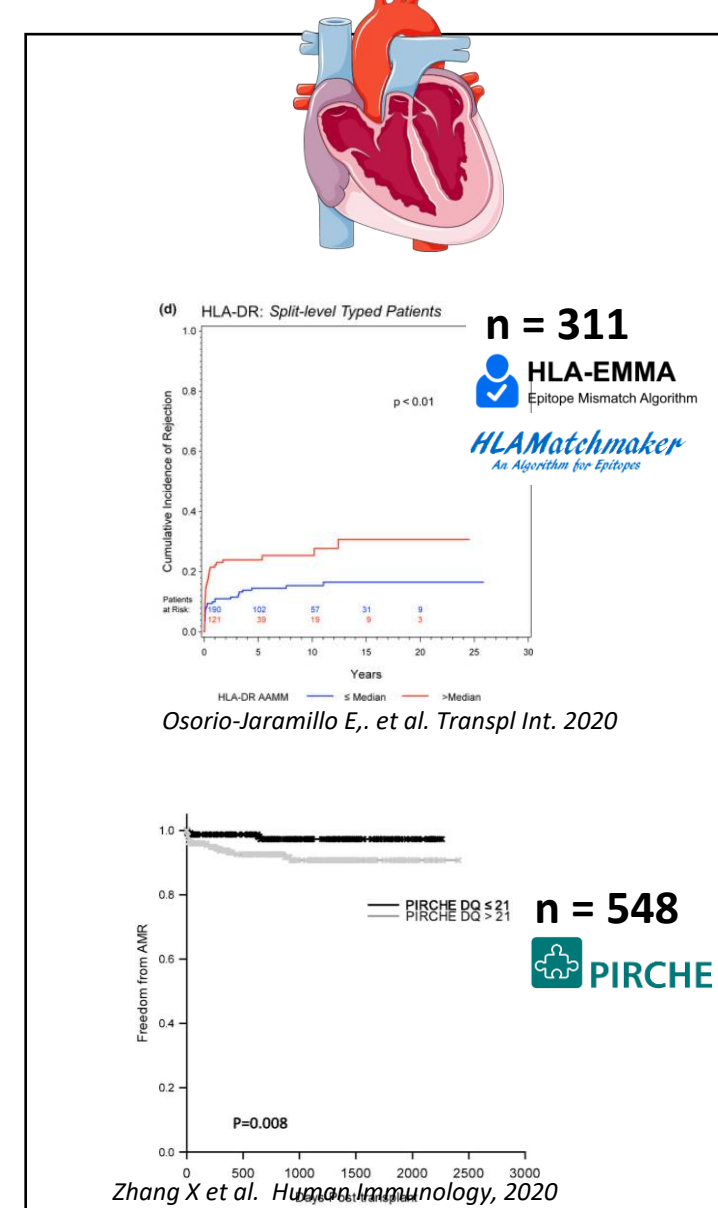 (d) HLA-DR: Split-level Typed Patients
n = 311
HLA-EMMA
Epitope Mismatch Algorithm
HLAMatchmaker
An Algorithm for Epitopes
p < 0.01
Cumulative Incidence of Rejection
1.0
0.8
0.6
0.4
0.2
0.0
Patients
at Risk:
190 102 57 31 9
121 39 19 9 3
0 5 10 15 20 25 30
Years
HLA-DR AAMM ≤ Median >Median
Osorio-Jaramillo E,. et al. Transpl Int. 2020
Freedom from AMR
1.0
0.8
0.6
0.4
0.2
0.0
PIRCHE DQ ≤ 21
PIRCHE DQ > 21
n = 548
PIRCHE
P=0.008
0 500 1000 1500 2000 2500 3000
Days Post-transplant
Zhang X et al. Human Immunology, 2020